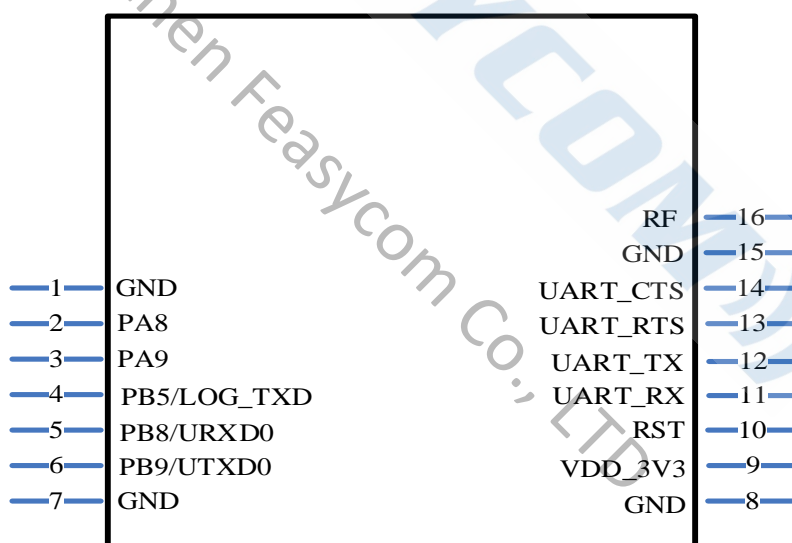 RF 16
GND 15
1 GND UART_CTS 14
2 PA8 UART_RTS 13
3 PA9 UART_TX 12
4 PB5/LOG_TXD UART_RX 11
5 PB8/URXD0 RST 10
6 PB9/UTXD0 VDD_3V3 9
7 GND GND 8
en Feasycom Co., LTD
YCOM